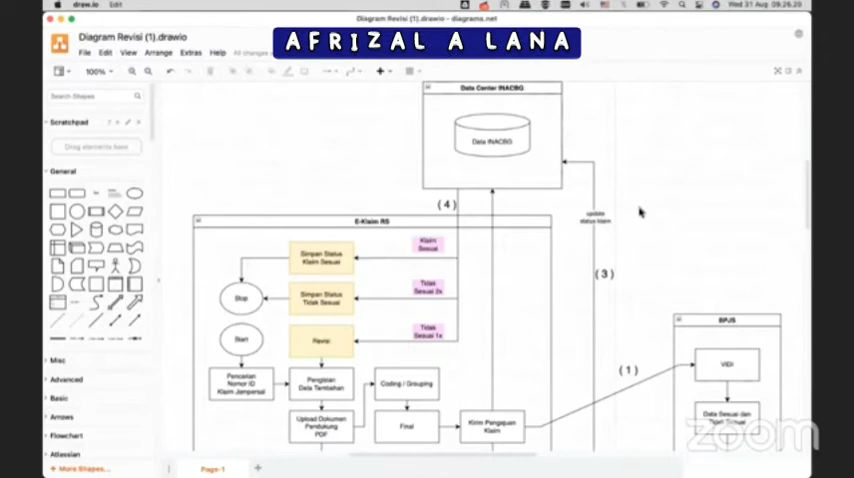 draw.io Edit
Wed 31 Aug 09.26.20
Diagram Revisi (1).drawio - diagrams.net
Diagram Revisi (1).drawio
File Edit View Arrange Extras Help All changes
AFRIZAL A LANA
100%
Search Shapes
Scratchpad
Drag elements here
General
Misc
Advanced
Basic
Arrows
Flowchart
Atlassian
+ More Shapes...
Page-1
Data Center INACBG
Data INACBG
(4)
E-Klaim RS
Simpan Status
Klaim Sesuai
Klaim
Sesuai
Stop
Simpan Status
Tidak Sesuai
Tidak
Sesuai 2x
Start
Revisi
Tidak
Sesuai 1x
Pencarian
Nomor ID
Klaim Jampersal
Pengisian
Data Tambahan
Coding / Grouping
Upload Dokumen
Pendukung
PDF
Final
Kirim Pengajuan
Klaim
update
status klaim
(3)
(1)
BPJS
VIDI
Data Sesuai dan
zoom